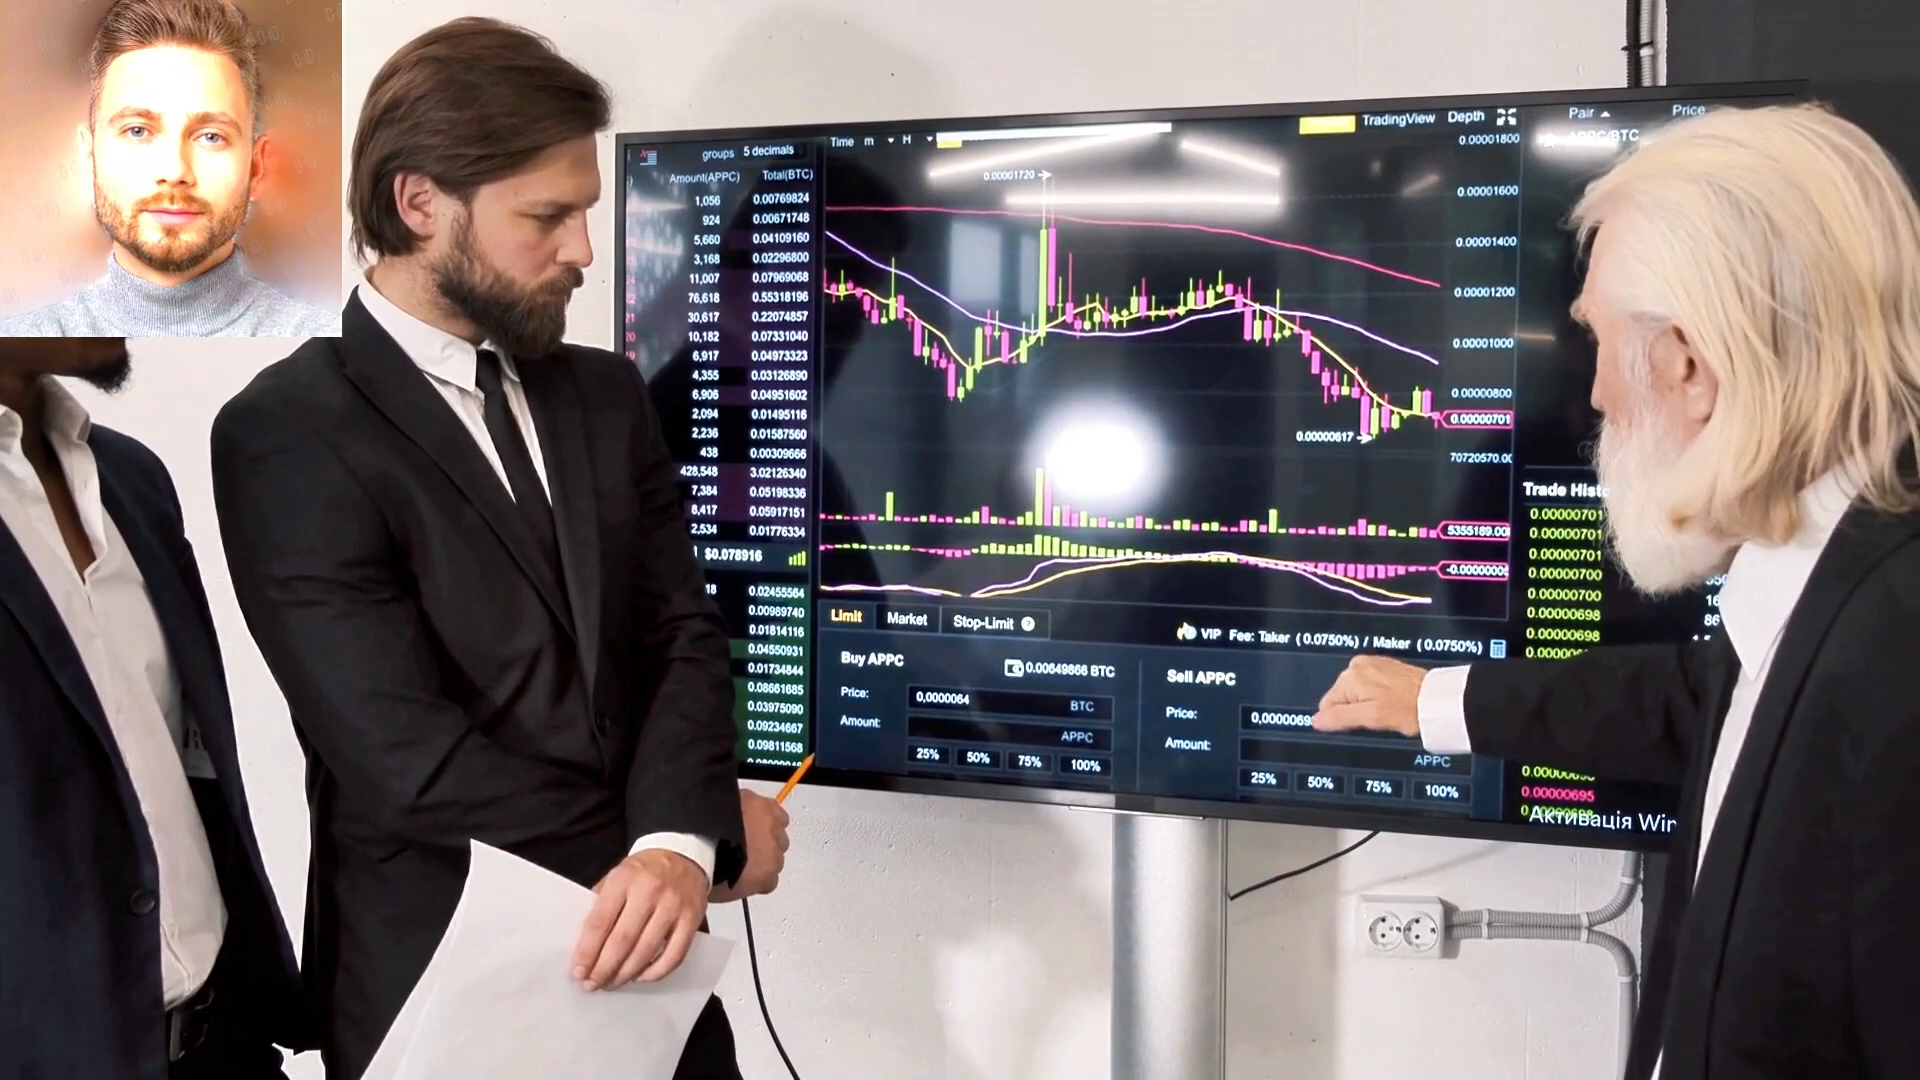 groups 5 decimals
Amount(APPC) Total(BTC)
1,056 0.00769824
924 0.00671748
5,660 0.04109160
3,168 0.02296800
11,007 0.07969068
76,618 0.55318196
30,617 0.22074857
10,182 0.07331040
6,917 0.04973323
4,355 0.03126890
6,906 0.04951602
2,094 0.01495116
2,236 0.01587560
438 0.00309666
428,548 3.02126340
7,384 0.05198336
8,417 0.05917151
2,534 0.01776334
$0.078916
18 0.02455564
0.00989740
0.01814116
0.04550931
0.01734844
0.08661685
0.03975090
0.09234667
0.09811568
Time m H
TradingView Depth
0.00001720
0.00001800
0.00001600
0.00001400
0.00001200
0.00001000
0.00000800
0.00000701
0.00000617
70720570.00
5355189.00
-0.00000006
Limit Market Stop-Limit
VIP Fee: Taker (0.0750%) / Maker (0.0750%)
Buy APPC 0.00649866 BTC
Price: 0,0000064 BTC
Amount: APPC
25% 50% 75% 100%
Sell APPC
Price: 0,0000069
Amount: APPC
25% 50% 75% 100%
Pair Price
APPC/BTC
Trade Histo
0.00000701
0.00000701
0.00000701
0.00000700
0.00000700
0.00000698
0.00000698
0.00000695
Активація Wir